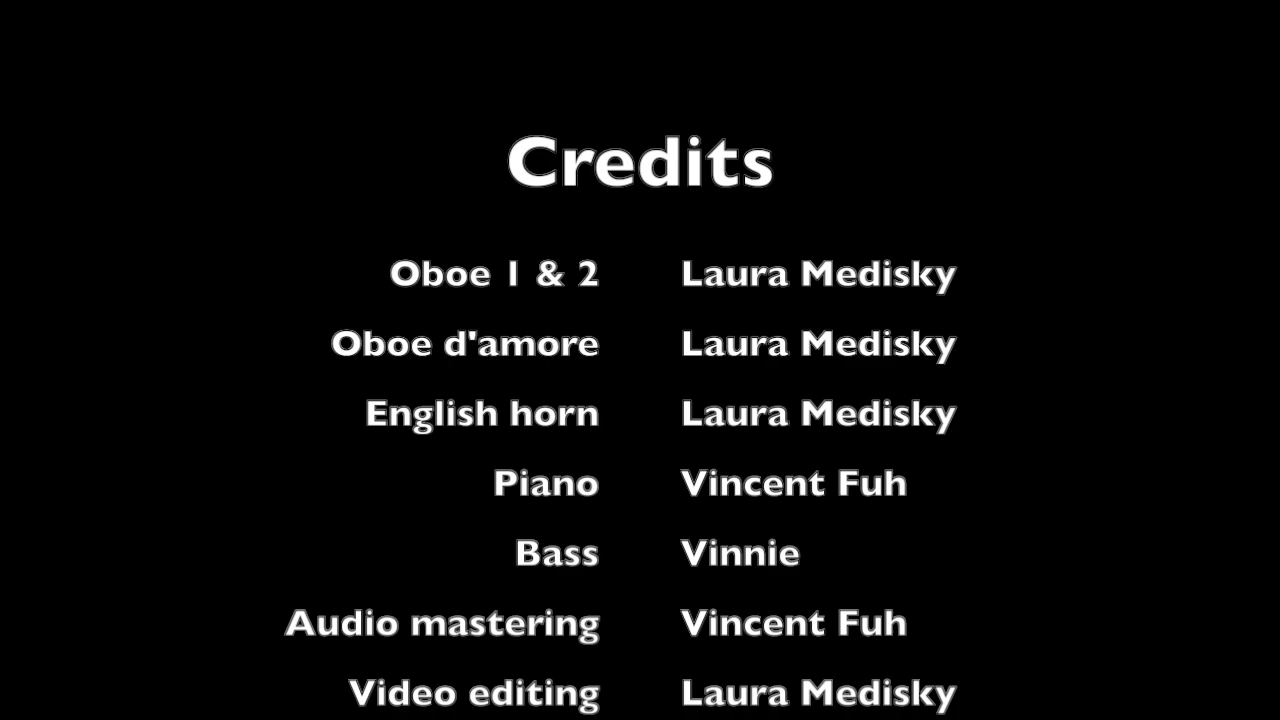 Credits
Oboe 1 & 2 Laura Medisky
Oboe d'amore Laura Medisky
English horn Laura Medisky
Piano Vincent Fuh
Bass Vinnie
Audio mastering Vincent Fuh
Video editing Laura Medisky